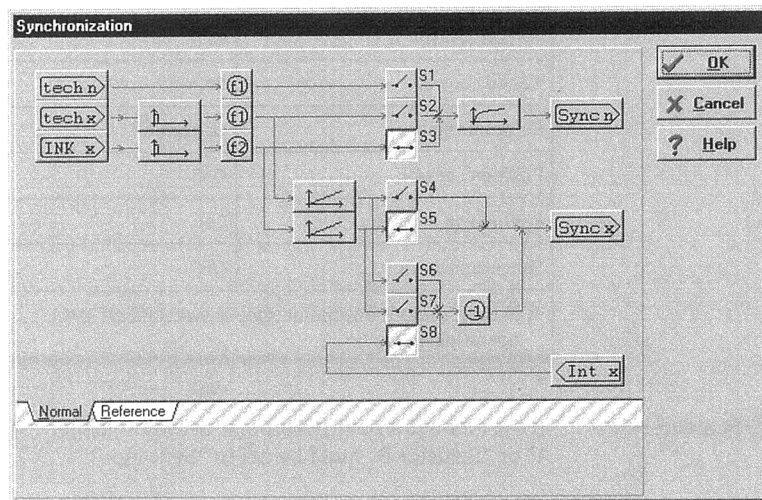 Synchronization
tech n
f1
S1
OK
tech x
f1
S2
Sync n
Cancel
INK x
f2
S3
Help
S4
S5
Sync x
S6
S7
-1
S8
Int x
Normal
Reference